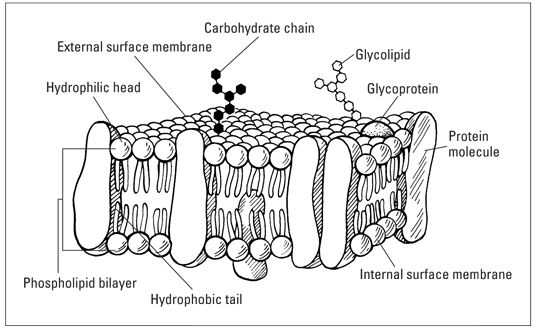 Carbohydrate chain
External surface membrane
Glycolipid
Hydrophilic head
Glycoprotein
Protein
molecule
Phospholipid bilayer
Internal surface membrane
Hydrophobic tail